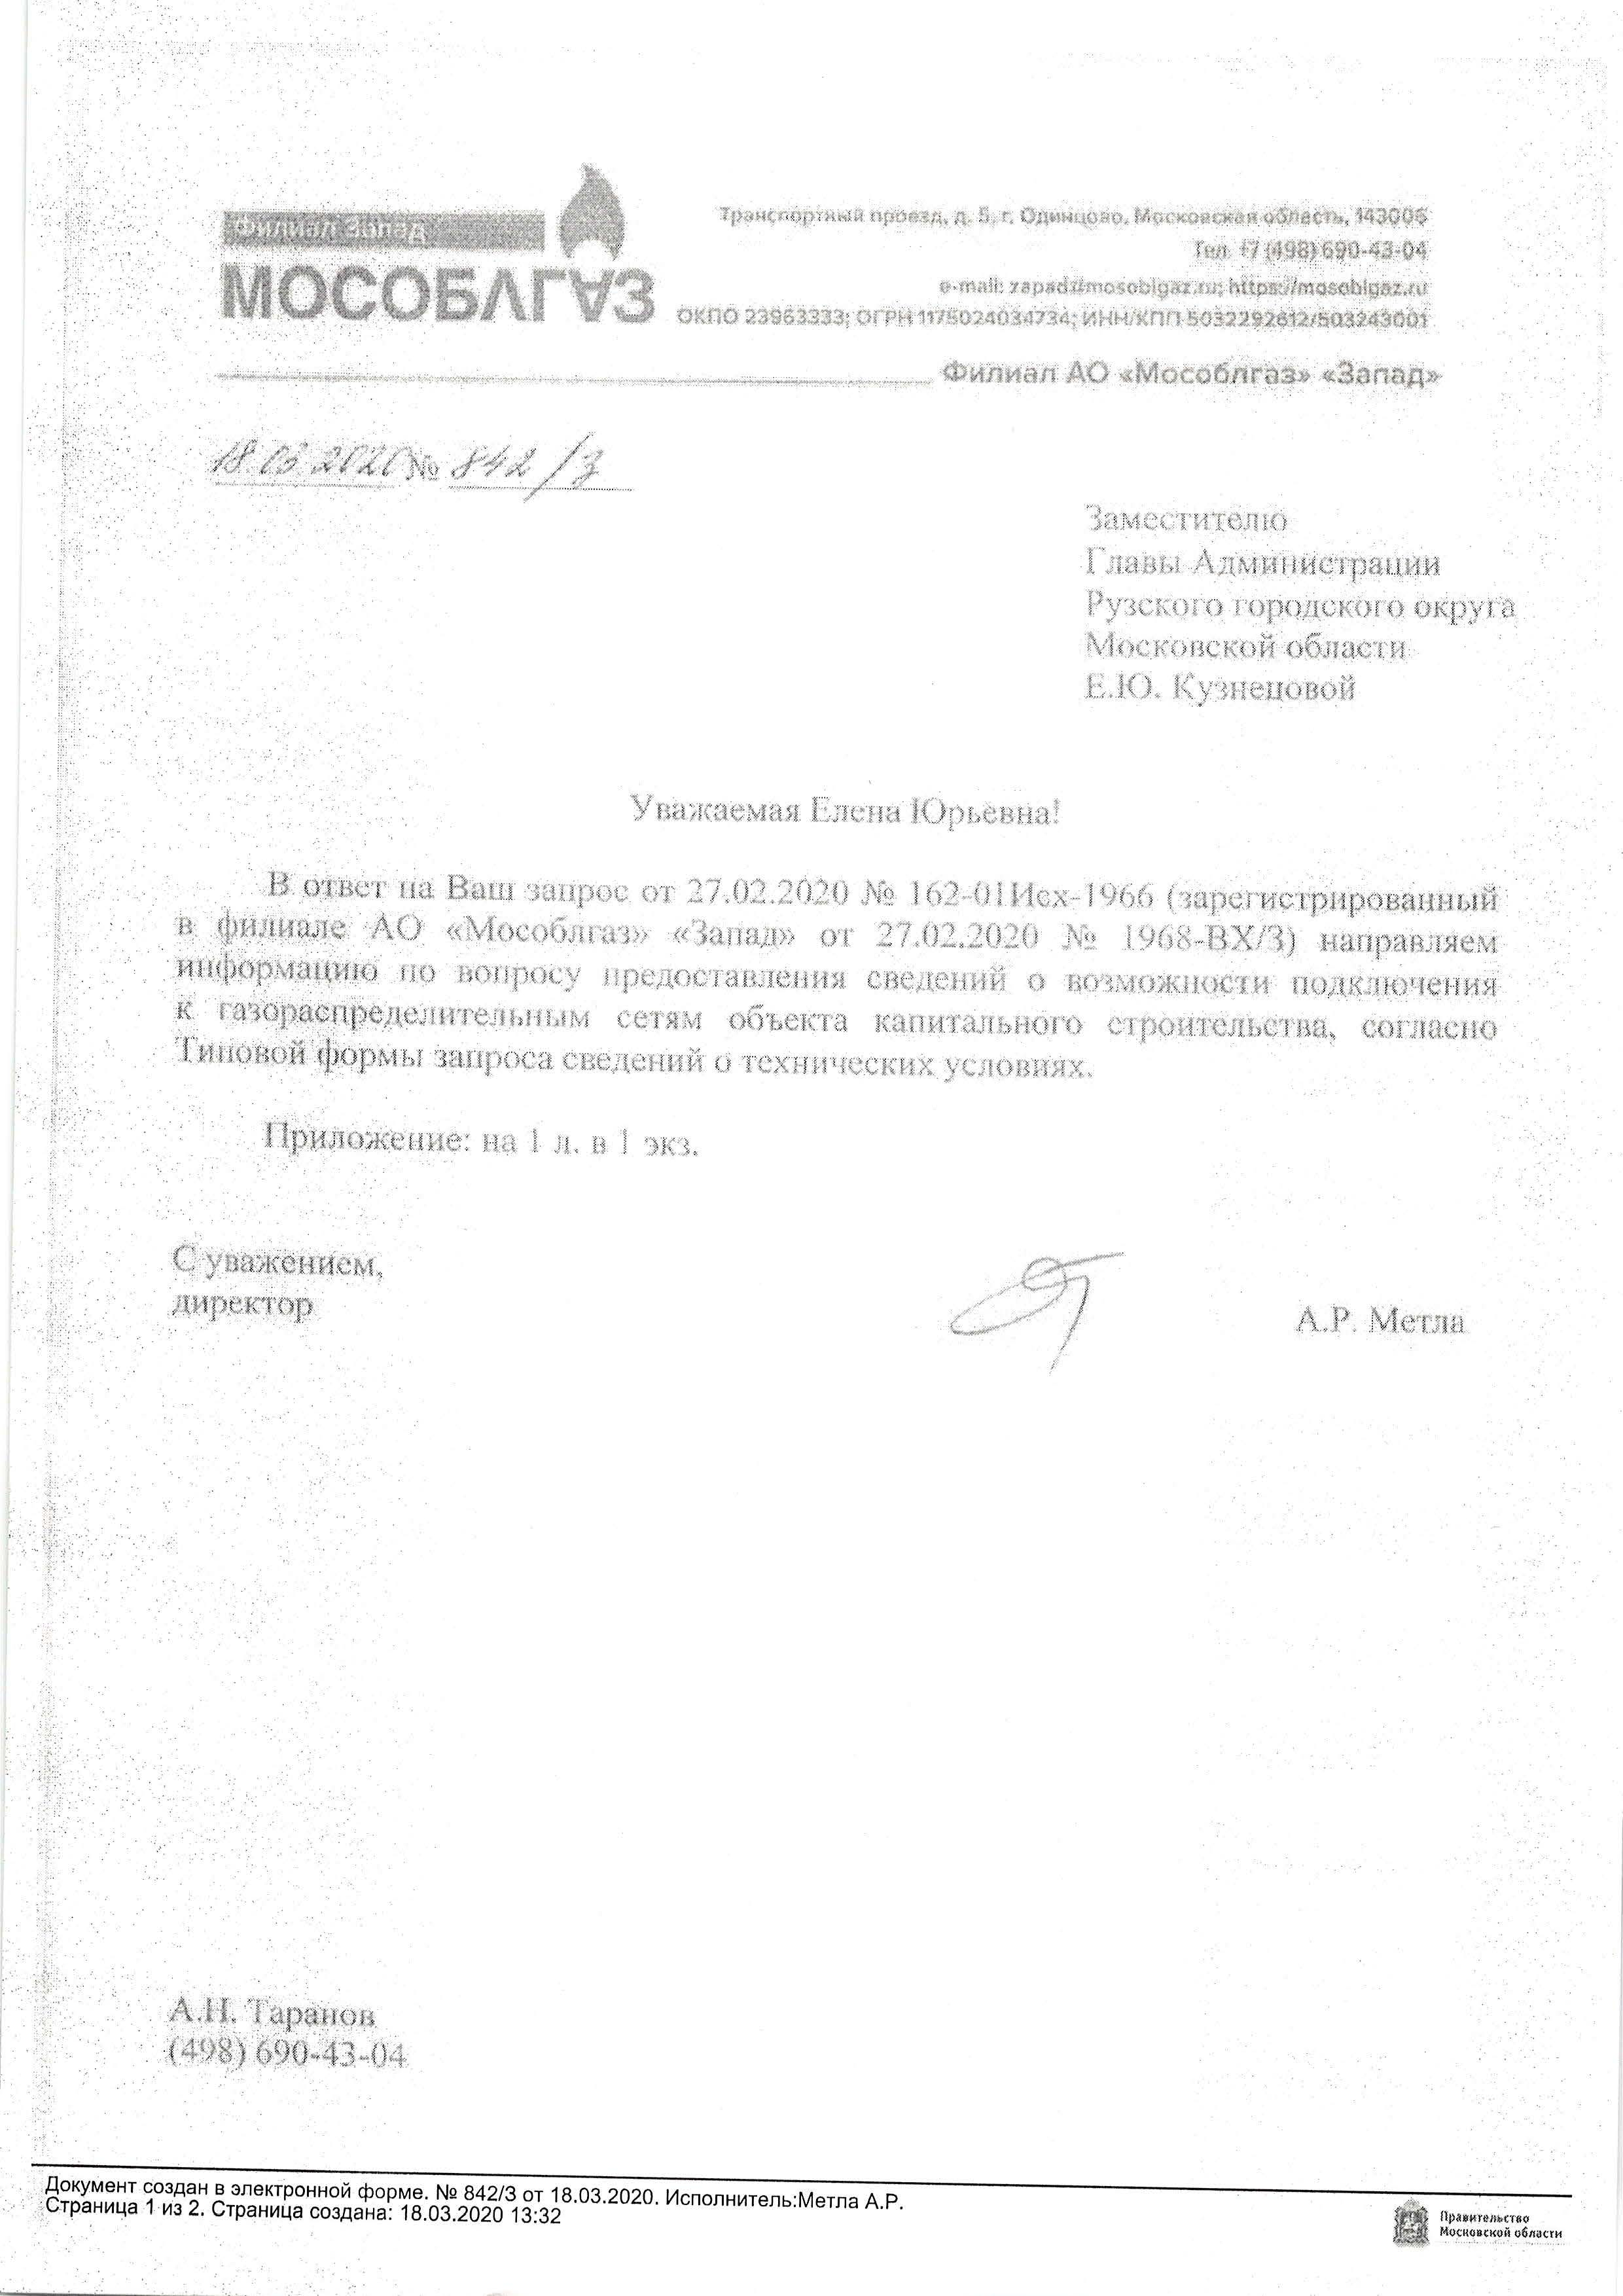 Филиал Запад
МОСОБЛГАЗ
Транспортный проезд, д. 5, г. Одинцово, Московская область, 143006
Тел. +7 (498) 690-43-04
e-mail: zapad@mosoblgaz.ru; https://mosoblgaz.ru
ОКПО 23963333; ОГРН 1175024034734; ИНН/КПП 5032292612/503243001
Филиал АО «Мособлгаз» «Запад»
18.03.2020 № 842/З
Заместителю
Главы Администрации
Рузского городского округа
Московской области
Е.Ю. Кузнецовой
Уважаемая Елена Юрьевна!
В ответ на Ваш запрос от 27.02.2020 № 162-01Исх-1966 (зарегистрированный
в филиале АО «Мособлгаз» «Запад» от 27.02.2020 № 1968-ВХ/З) направляем
информацию по вопросу предоставления сведений о возможности подключения
к газораспределительным сетям объекта капитального строительства, согласно
Типовой формы запроса сведений о технических условиях.
Приложение: на 1 л. в 1 экз.
С уважением,
директор
А.Р. Метла
А.Н. Таранов
(498) 690-43-04
Документ создан в электронной форме. № 842/З от 18.03.2020. Исполнитель:Метла А.Р.
Страница 1 из 2. Страница создана: 18.03.2020 13:32
Правительство
Московской области